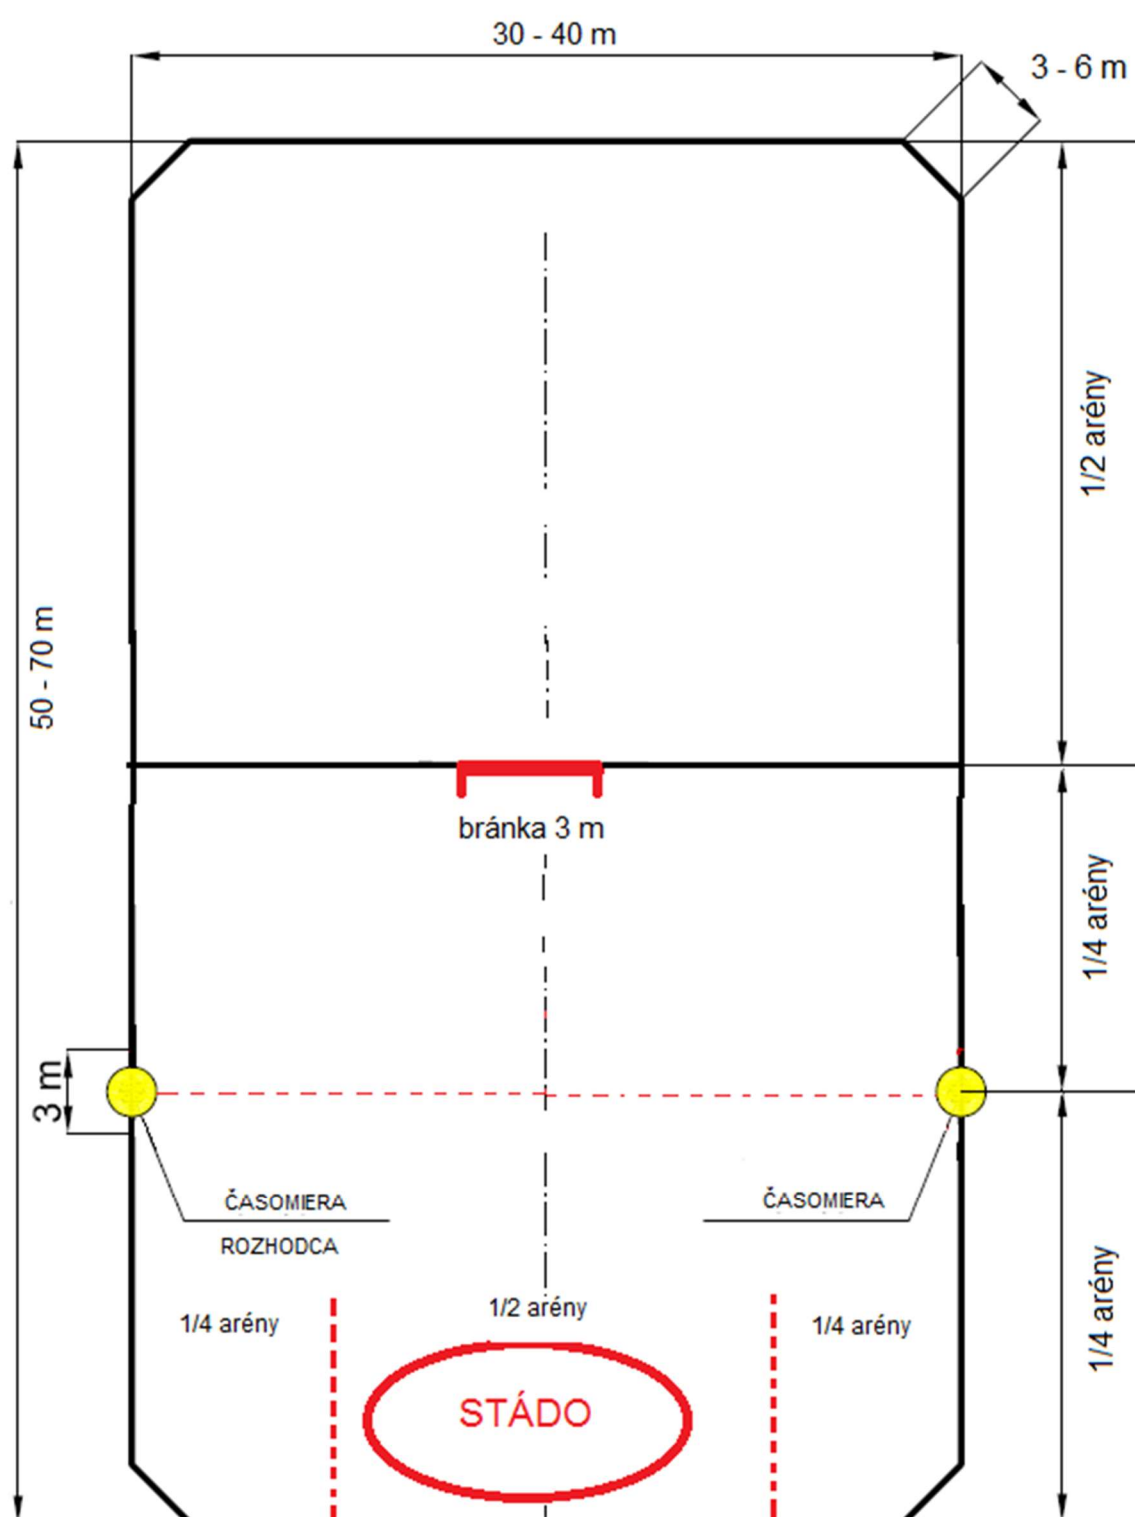 30 - 40 m
3 - 6 m
1/2 arény
50 - 70 m
bránka 3 m
1/4 arény
3 m
ČASOMIERA
ROZHODCA
ČASOMIERA
1/4 arény
1/2 arény
1/4 arény
1/4 arény
STÁDO